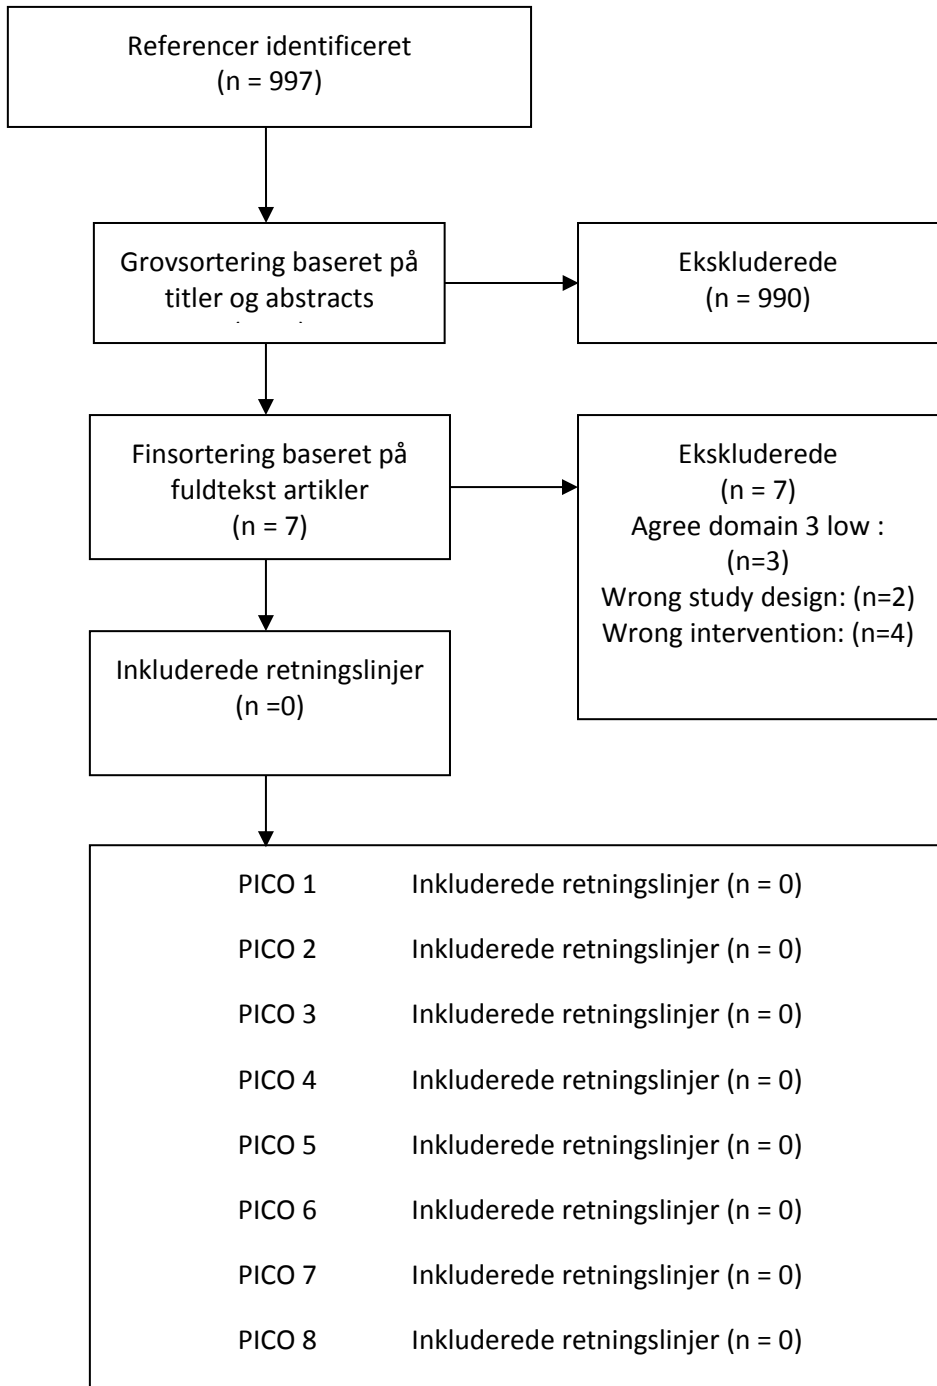 Referencer identificeret
(n = 997)
Grovsortering baseret på
titler og abstracts
Ekskluderede
(n = 990)
Finsortering baseret på
fuldtekst artikler
(n = 7)
Ekskluderede
(n = 7)
Agree domain 3 low :
(n=3)
Wrong study design: (n=2)
Wrong intervention: (n=4)
Inkluderede retningslinjer
(n =0)
PICO 1 Inkluderede retningslinjer (n = 0)
PICO 2 Inkluderede retningslinjer (n = 0)
PICO 3 Inkluderede retningslinjer (n = 0)
PICO 4 Inkluderede retningslinjer (n = 0)
PICO 5 Inkluderede retningslinjer (n = 0)
PICO 6 Inkluderede retningslinjer (n = 0)
PICO 7 Inkluderede retningslinjer (n = 0)
PICO 8 Inkluderede retningslinjer (n = 0)